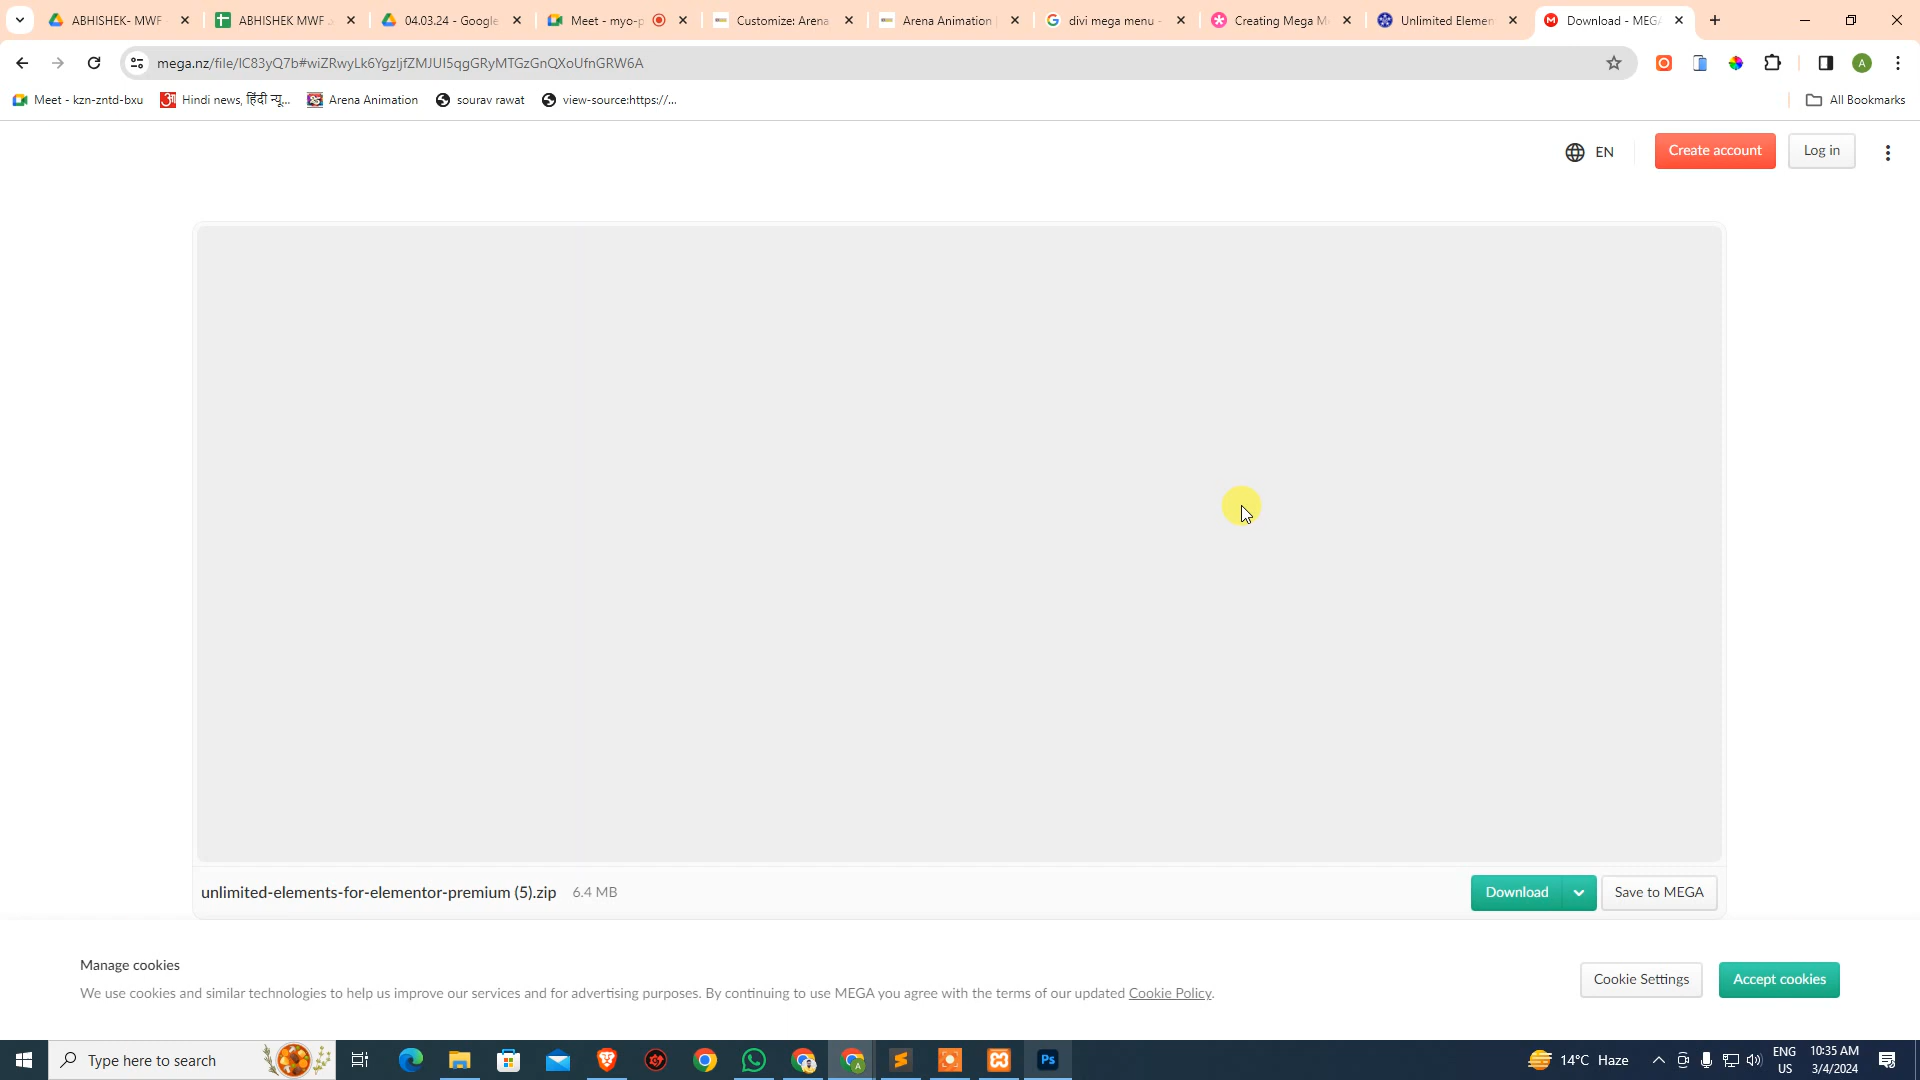 ABHISHEK- MWF
ABHISHEK MWF
04.03.24 - Google
Meet - myo-p
Customize: Arena
Arena Animation
divi mega menu -
Creating Mega M
Unlimited Elemen
Download - MEGA
mega.nz/file/IC83yQ7b#wiZRwyLk6YgzljfZMJUI5qgGRyMTGzGnQXoUfnGRW6A
A
Meet - kzn-zntd-bxu
Hindi news, हिंदी न्यू...
Arena Animation
sourav rawat
view-source:https://...
All Bookmarks
EN
Create account
Log in
unlimited-elements-for-elementor-premium (5).zip 6.4 MB
Download
Save to MEGA
Manage cookies
We use cookies and similar technologies to help us improve our services and for advertising purposes. By continuing to use MEGA you agree with the terms of our updated Cookie Policy.
Cookie Settings
Accept cookies
Type here to search
Ps
14°C Haze
ENG
US
10:35 AM
3/4/2024